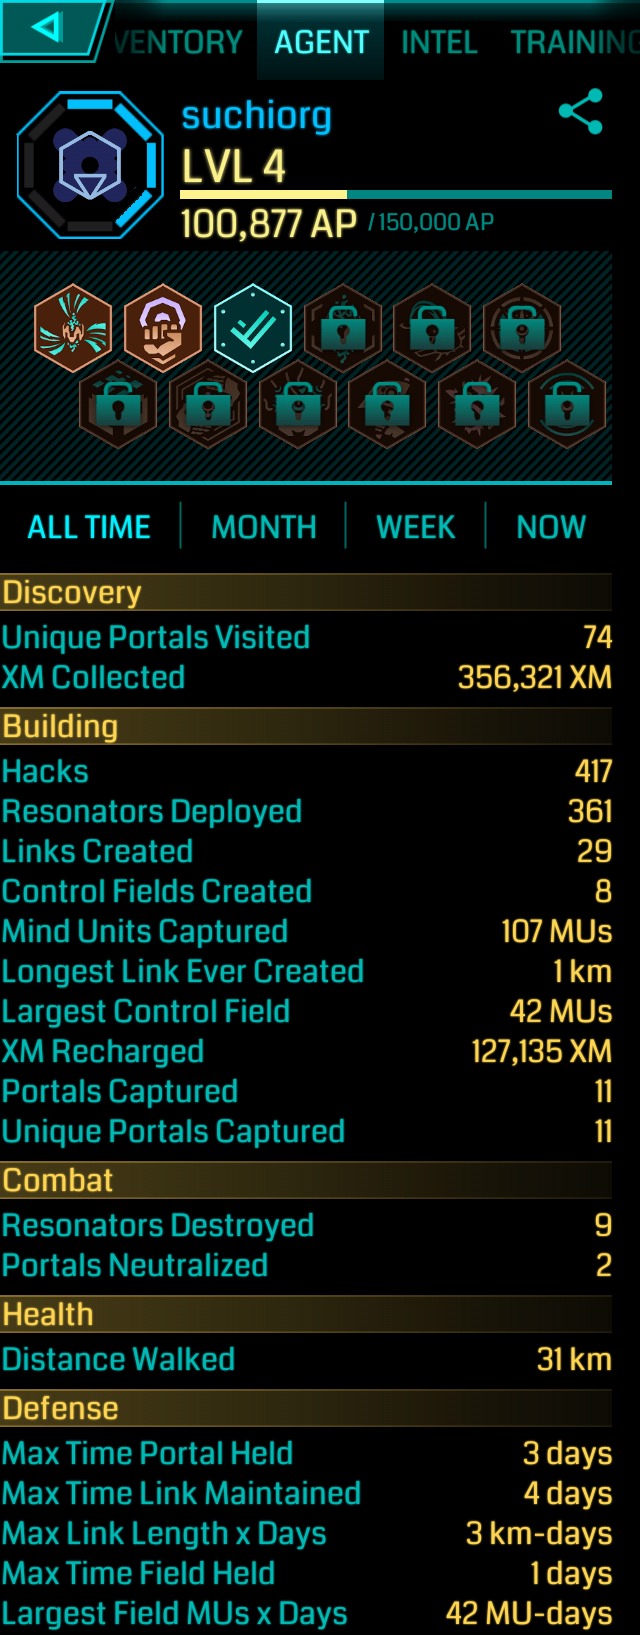 VENTORY AGENT INTEL TRAINING
suchiorg
LVL 4
100,877 AP / 150,000 AP
ALL TIME MONTH WEEK NOW
Discovery
Unique Portals Visited 74
XM Collected 356,321 XM
Building
Hacks 417
Resonators Deployed 361
Links Created 29
Control Fields Created 8
Mind Units Captured 107 MUs
Longest Link Ever Created 1 km
Largest Control Field 42 MUs
XM Recharged 127,135 XM
Portals Captured 11
Unique Portals Captured 11
Combat
Resonators Destroyed 9
Portals Neutralized 2
Health
Distance Walked 31 km
Defense
Max Time Portal Held 3 days
Max Time Link Maintained 4 days
Max Link Length x Days 3 km-days
Max Time Field Held 1 days
Largest Field MUs x Days 42 MU-days